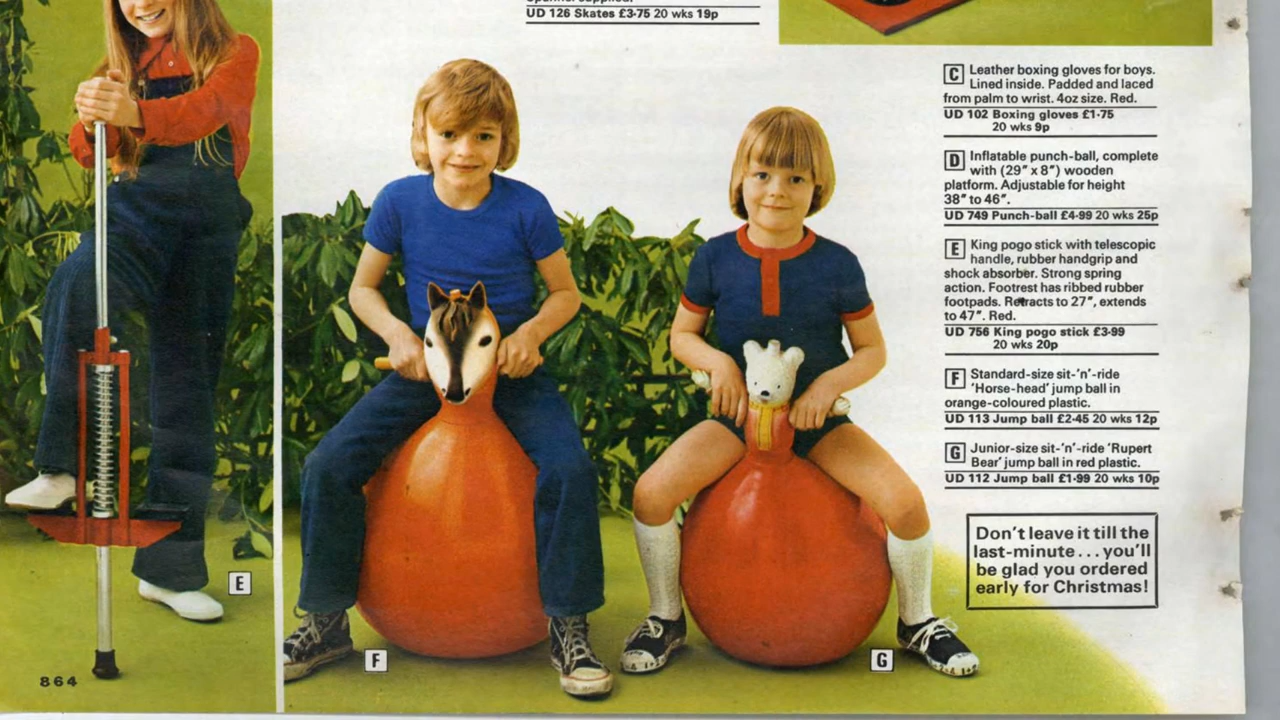 UD 126 Skates £3·75 20 wks 19p
C Leather boxing gloves for boys.
Lined inside. Padded and laced
from palm to wrist. 4oz size. Red.
UD 102 Boxing gloves £1·75
20 wks 9p
D Inflatable punch-ball, complete
with (29″ x 8″) wooden
platform. Adjustable for height
38″ to 46″.
UD 749 Punch-ball £4·99 20 wks 25p
E King pogo stick with telescopic
handle, rubber handgrip and
shock absorber. Strong spring
action. Footrest has ribbed rubber
footpads. Retracts to 27″, extends
to 47″. Red.
UD 756 King pogo stick £3·99
20 wks 20p
F Standard-size sit-‘n’-ride
‘Horse-head’ jump ball in
orange-coloured plastic.
UD 113 Jump ball £2·45 20 wks 12p
G Junior-size sit-‘n’-ride ‘Rupert
Bear’ jump ball in red plastic.
UD 112 Jump ball £1·99 20 wks 10p
Don't leave it till the
last-minute . . . you'll
be glad you ordered
early for Christmas!
E
F
G
864